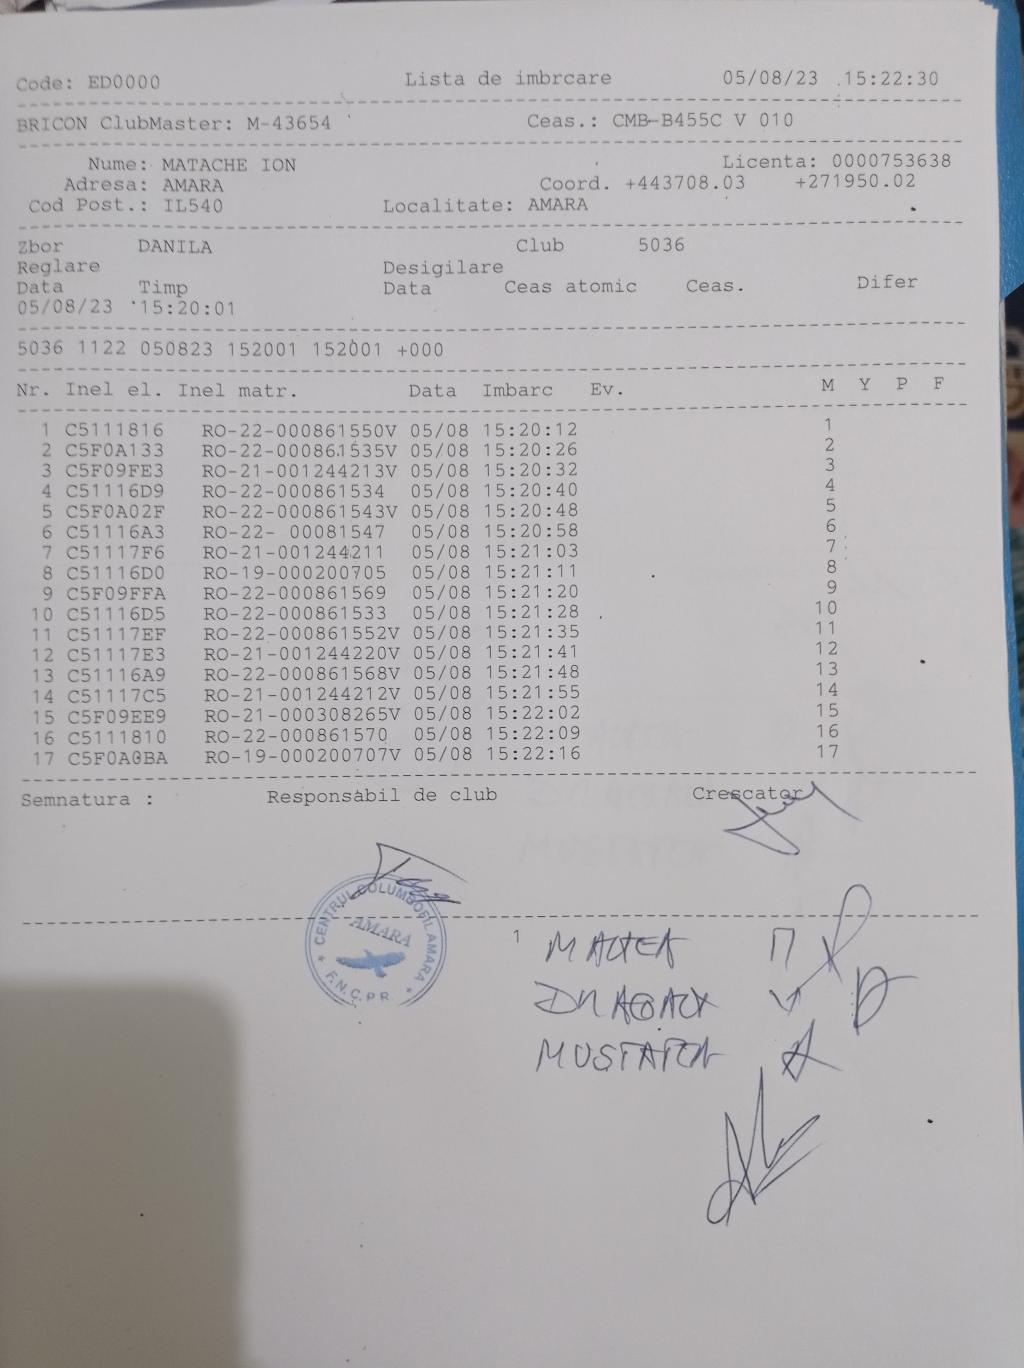 Code: ED0000 Lista de imbrcare 05/08/23 15:22:30
BRICON ClubMaster: M-43654 Ceas.: CMB-B455C V 010
Nume: MATACHE ION Licenta: 0000753638
Adresa: AMARA Coord. +443708.03 +271950.02
Cod Post.: IL540 Localitate: AMARA
Zbor DANILA Club 5036
Reglare Desigilare
Data Timp Data Ceas atomic Ceas. Difer
05/08/23 15:20:01
5036 1122 050823 152001 152001 +000
Nr. Inel el. Inel matr. Data Imbarc Ev. M Y P F
1 C5111816 RO-22-000861550V 05/08 15:20:12 1
2 C5F0A133 RO-22-000861535V 05/08 15:20:26 2
3 C5F09FE3 RO-21-001244213V 05/08 15:20:32 3
4 C51116D9 RO-22-000861534 05/08 15:20:40 4
5 C5F0A02F RO-22-000861543V 05/08 15:20:48 5
6 C51116A3 RO-22- 00081547 05/08 15:20:58 6
7 C51117F6 RO-21-001244211 05/08 15:21:03 7
8 C51116D0 RO-19-000200705 05/08 15:21:11 8
9 C5F09FFA RO-22-000861569 05/08 15:21:20 9
10 C51116D5 RO-22-000861533 05/08 15:21:28 10
11 C51117EF RO-22-000861552V 05/08 15:21:35 11
12 C51117E3 RO-21-001244220V 05/08 15:21:41 12
13 C51116A9 RO-22-000861568V 05/08 15:21:48 13
14 C51117C5 RO-21-001244212V 05/08 15:21:55 14
15 C5F09EE9 RO-21-000308265V 05/08 15:22:02 15
16 C5111810 RO-22-000861570 05/08 15:22:09 16
17 C5F0A0BA RO-19-000200707V 05/08 15:22:16 17
Semnatura : Responsabil de club Crescator
CENTRUL COLUMBOFIL AMARA
AMARA
F.N.C.P.R.
1